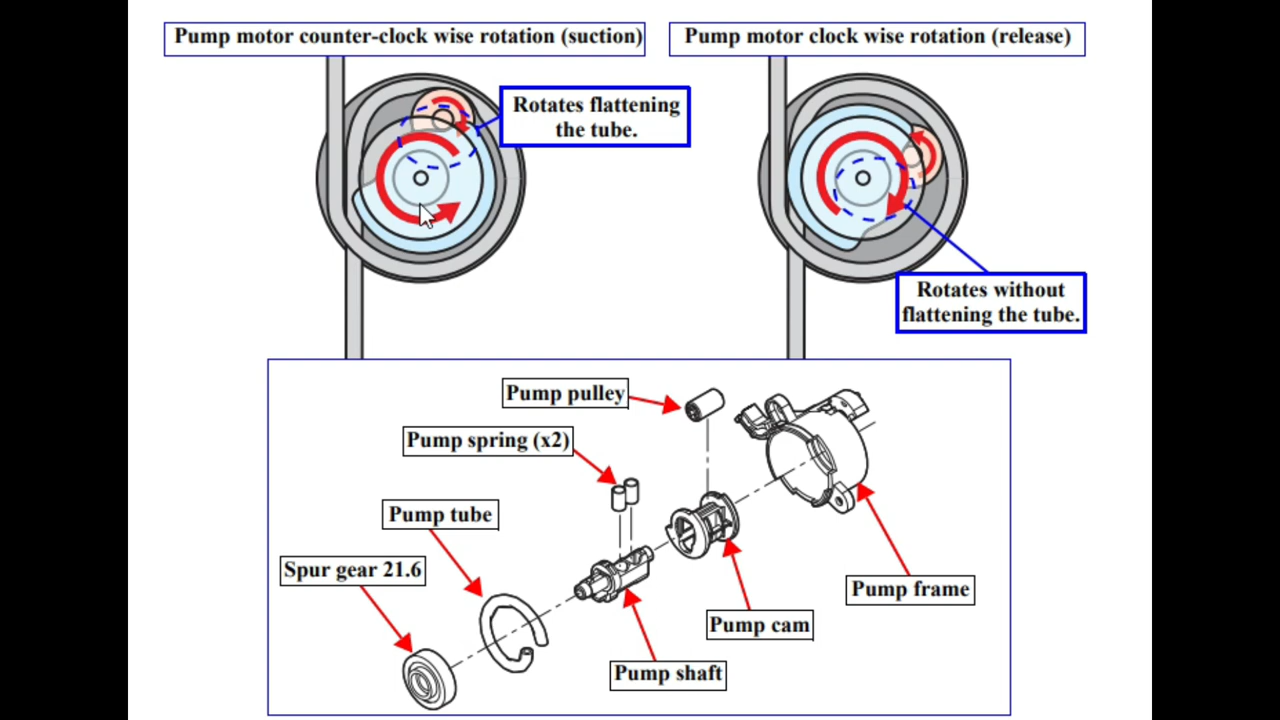 Pump motor counter-clock wise rotation (suction)
Pump motor clock wise rotation (release)
Rotates flattening
the tube.
Rotates without
flattening the tube.
Pump pulley
Pump spring (x2)
Pump tube
Spur gear 21.6
Pump frame
Pump cam
Pump shaft